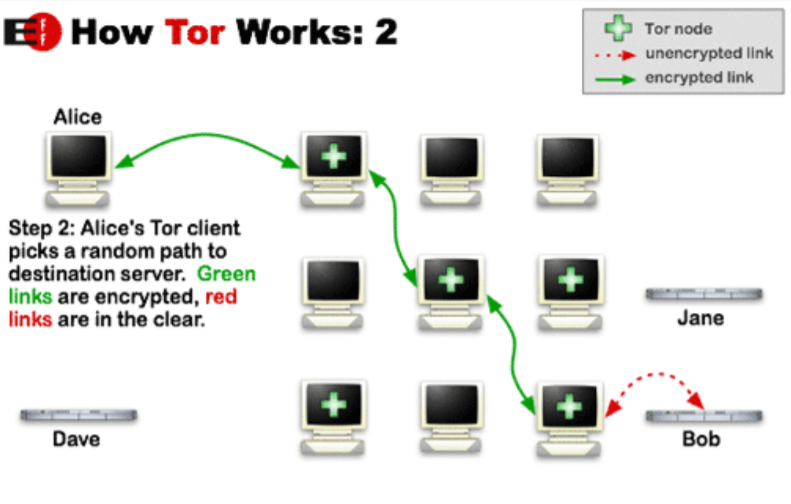 EFF How Tor Works: 2
Tor node
unencrypted link
encrypted link
Alice
Step 2: Alice's Tor client
picks a random path to
destination server. Green
links are encrypted, red
links are in the clear.
Jane
Dave
Bob